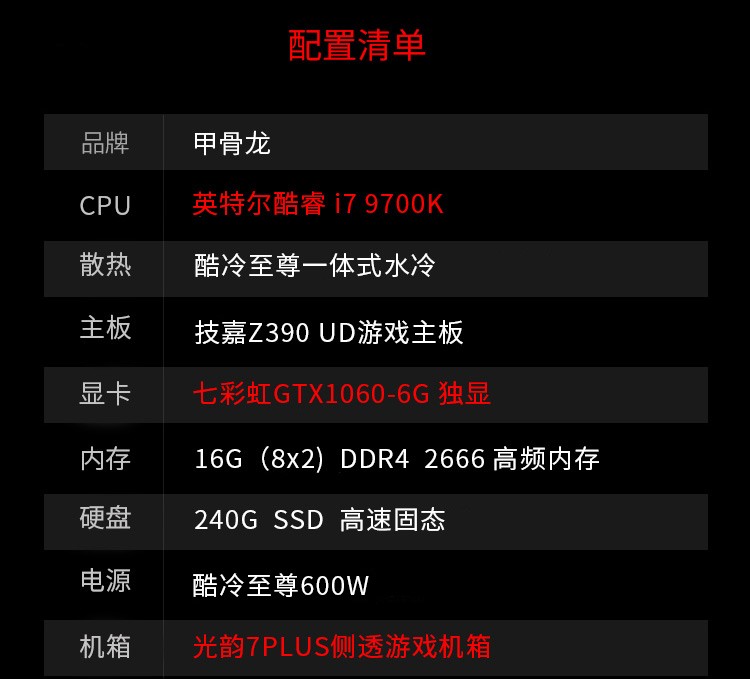 配置清单
品牌 甲骨龙
CPU 英特尔酷睿 i7 9700K
散热 酷冷至尊一体式水冷
主板 技嘉Z390 UD游戏主板
显卡 七彩虹GTX1060-6G 独显
内存 16G（8x2) DDR4 2666 高频内存
硬盘 240G SSD 高速固态
电源 酷冷至尊600W
机箱 光韵7PLUS侧透游戏机箱